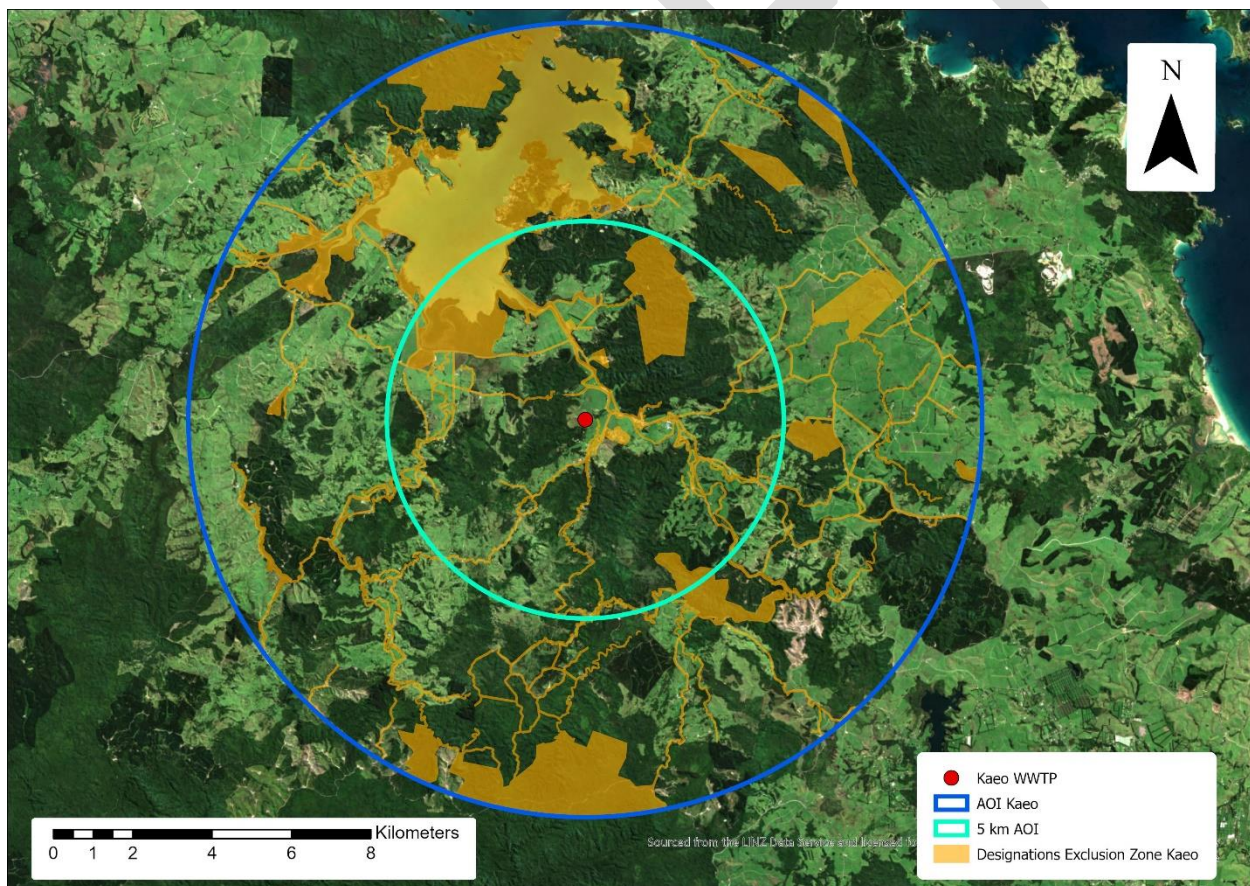 N
Kaeo WWTP
AOI Kaeo
5 km AOI
Designations Exclusion Zone Kaeo
Kilometers
0 1 2 4 6 8
Sourced from the LINZ Data Service and licensed fo